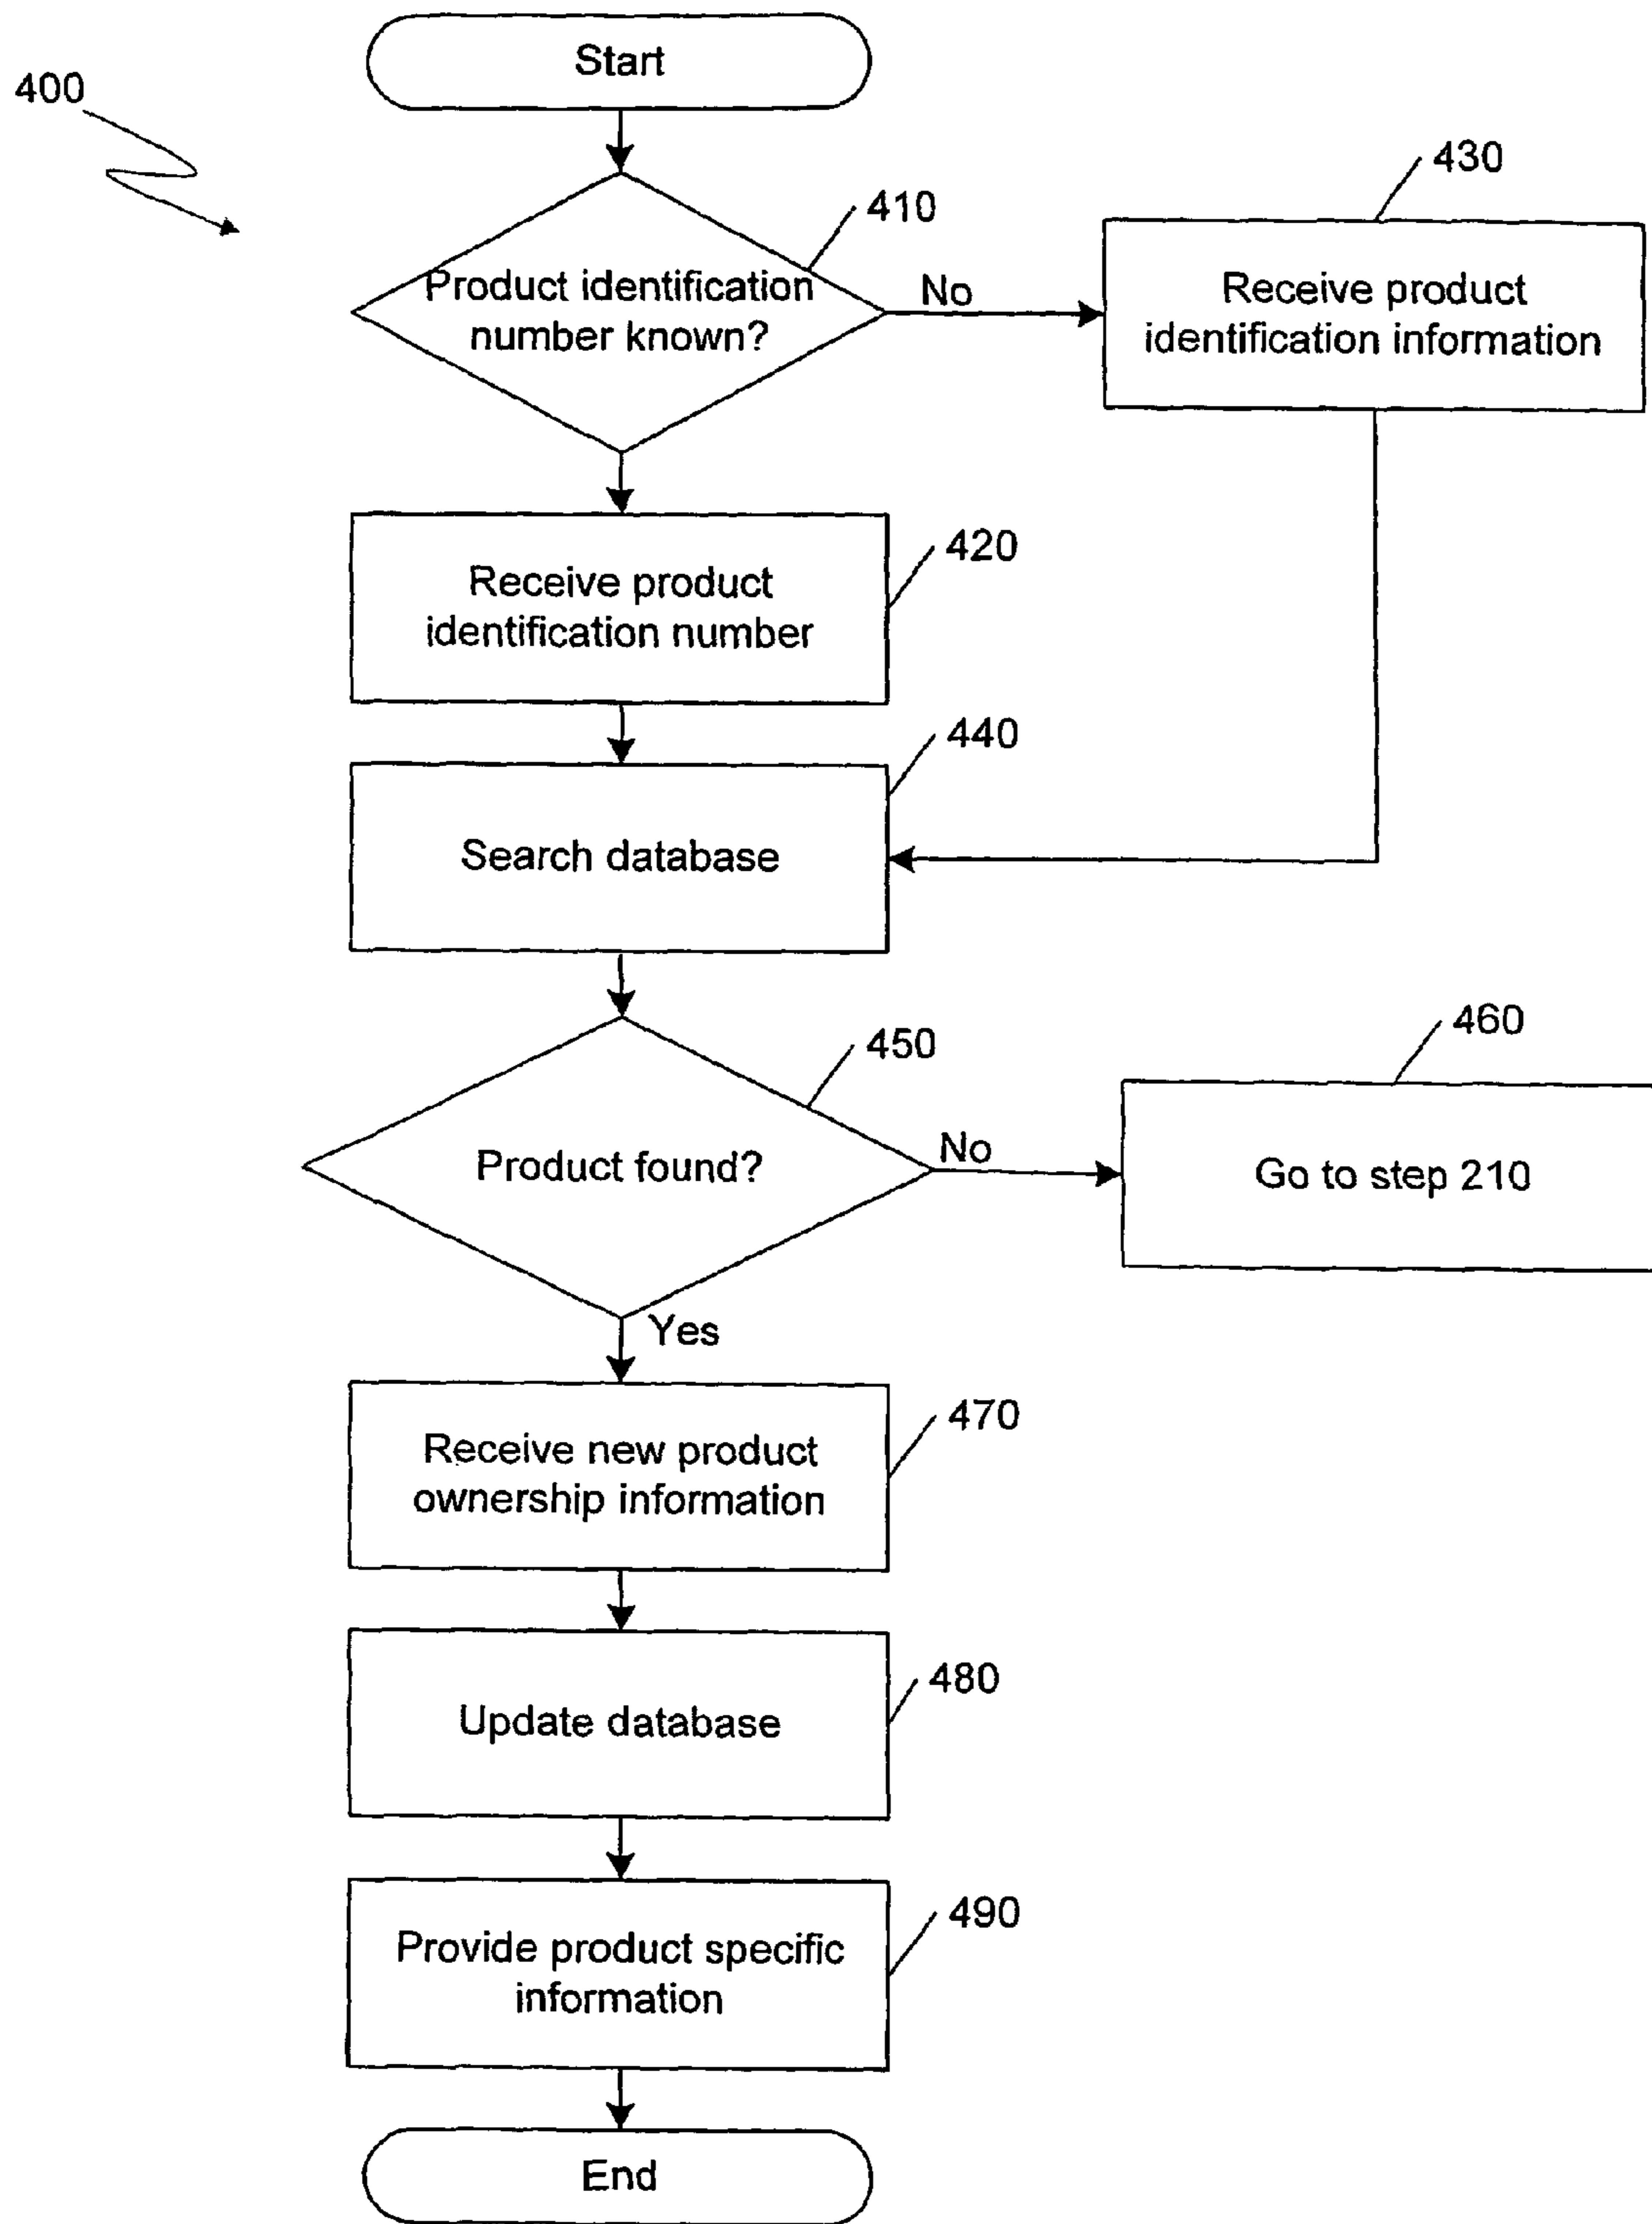 Start
400
430
410
Product identification
number known?
No
Receive product
identification information
420
Receive product
identification number
440
Search database
450
460
Product found?
No
Go to step 210
Yes
470
Receive new product
ownership information
480
Update database
490
Provide product specific
information
End